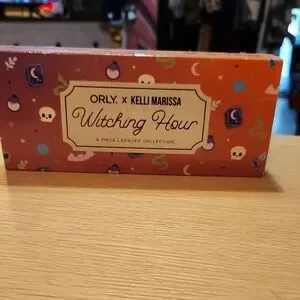 ORLY. x KELLI MARISSA
Witching Hour
6 PIECE LACQUER COLLECTION